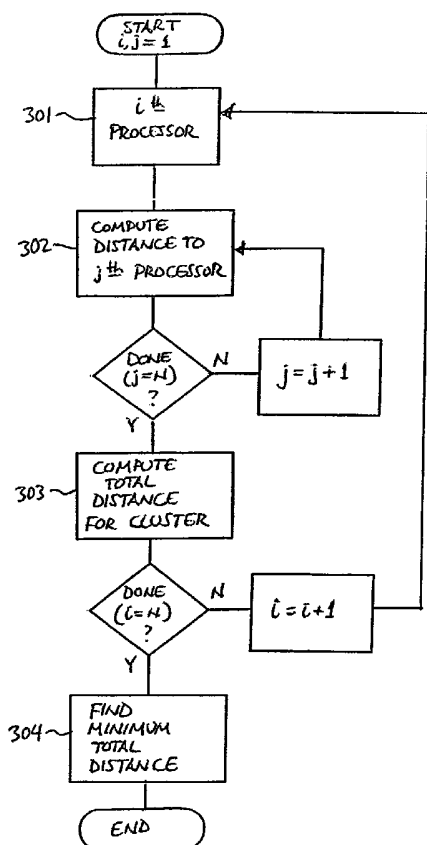 START
i,j=1
301
i th
PROCESSOR
302
COMPUTE
DISTANCE TO
j th PROCESSOR
DONE
(j=N)
?
N
j=j+1
Y
303
COMPUTE
TOTAL
DISTANCE
FOR CLUSTER
DONE
(i=N)
?
N
i=i+1
Y
304
FIND
MINIMUM
TOTAL
DISTANCE
END